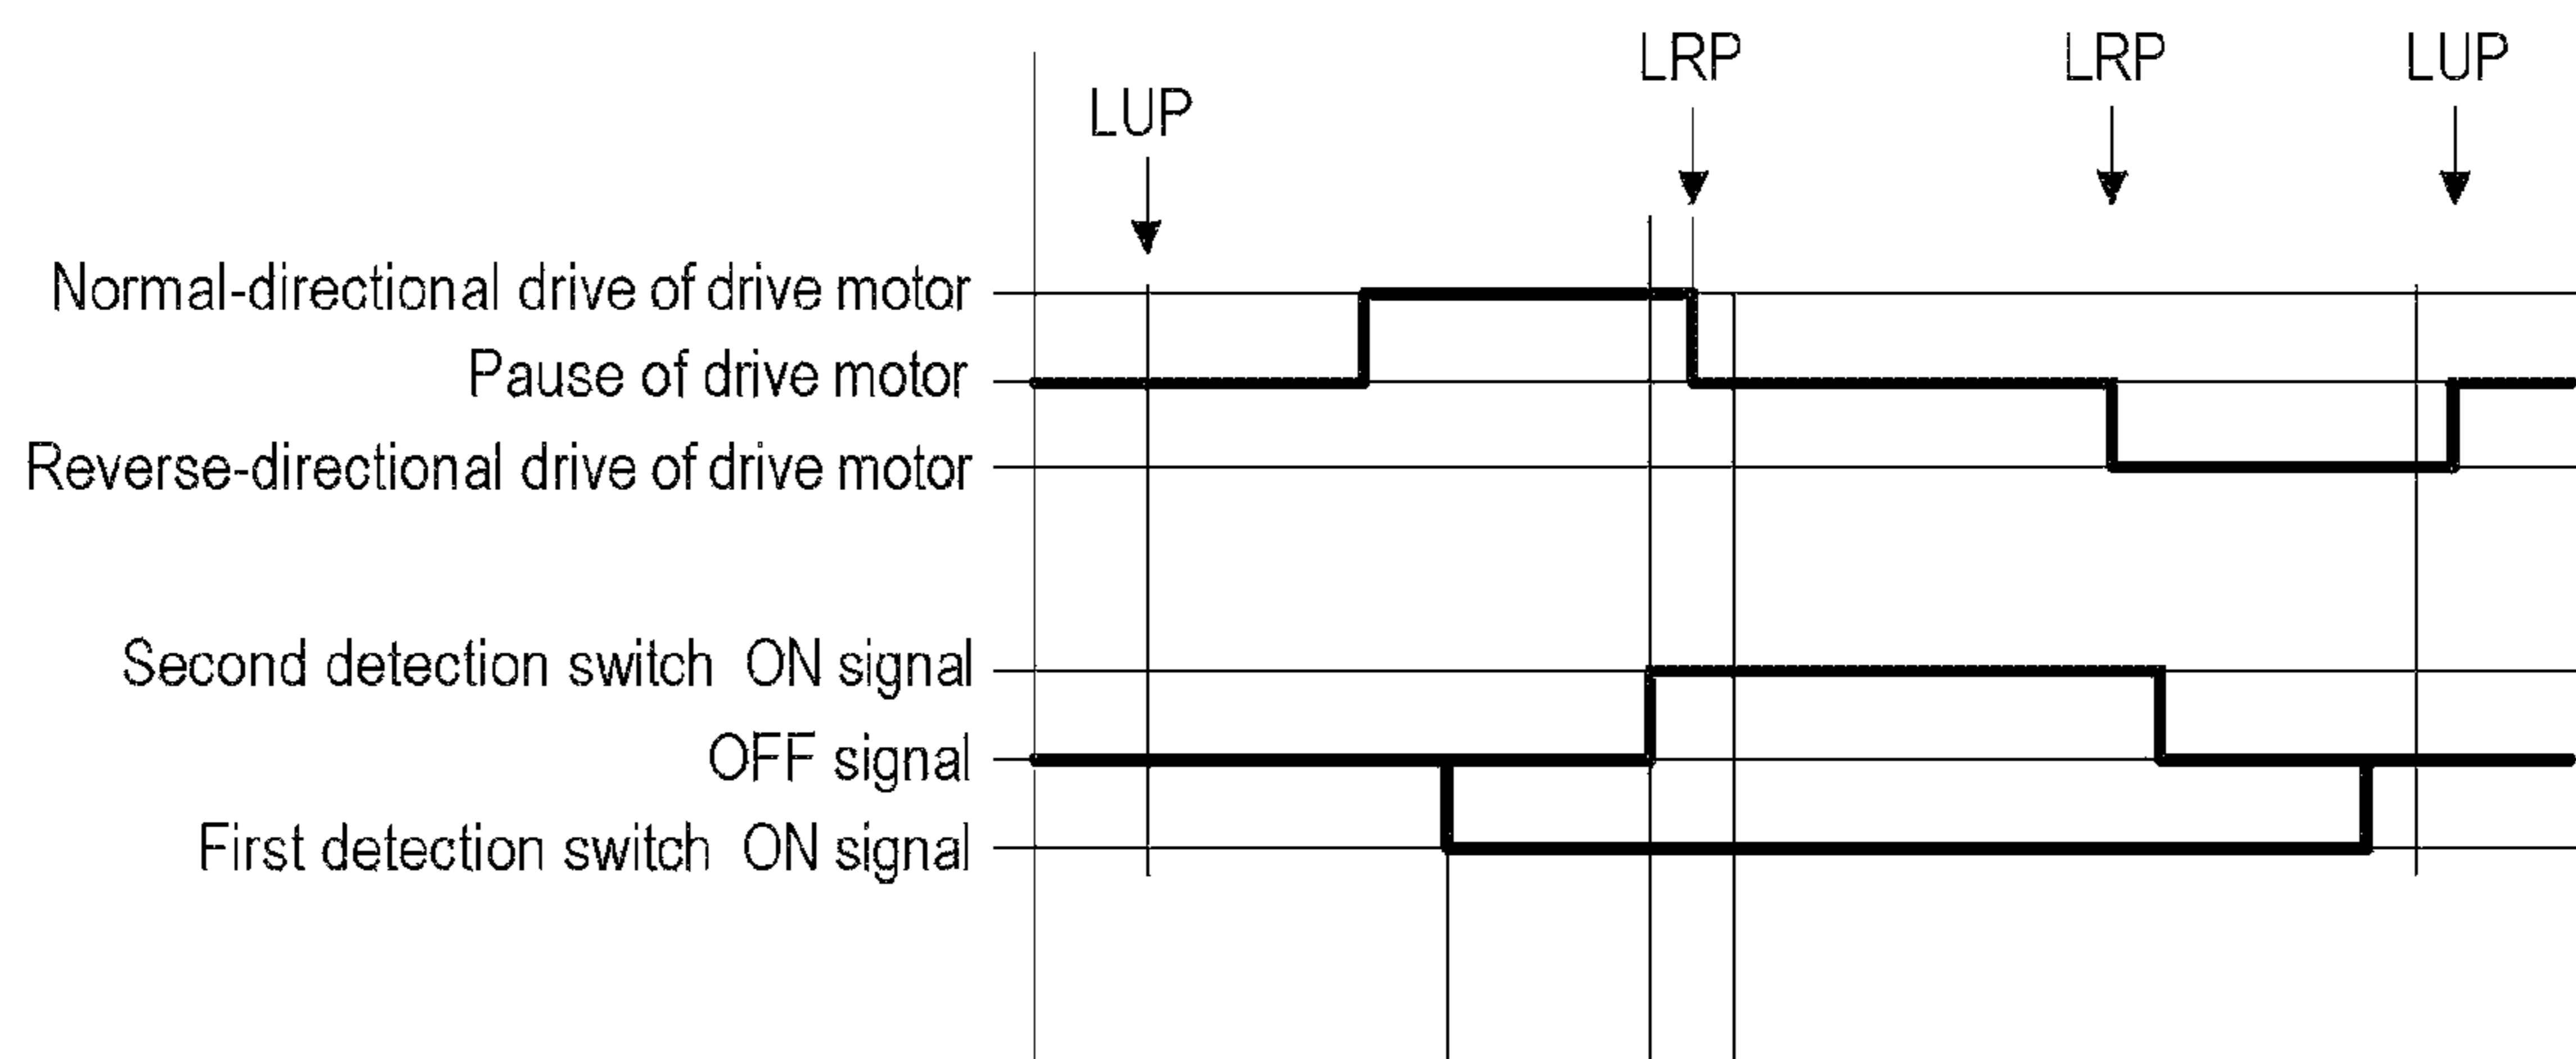 LRP
LRP
LUP
LUP
Normal-directional drive of drive motor
Pause of drive motor
Reverse-directional drive of drive motor
Second detection switch ON signal
OFF signal
First detection switch ON signal